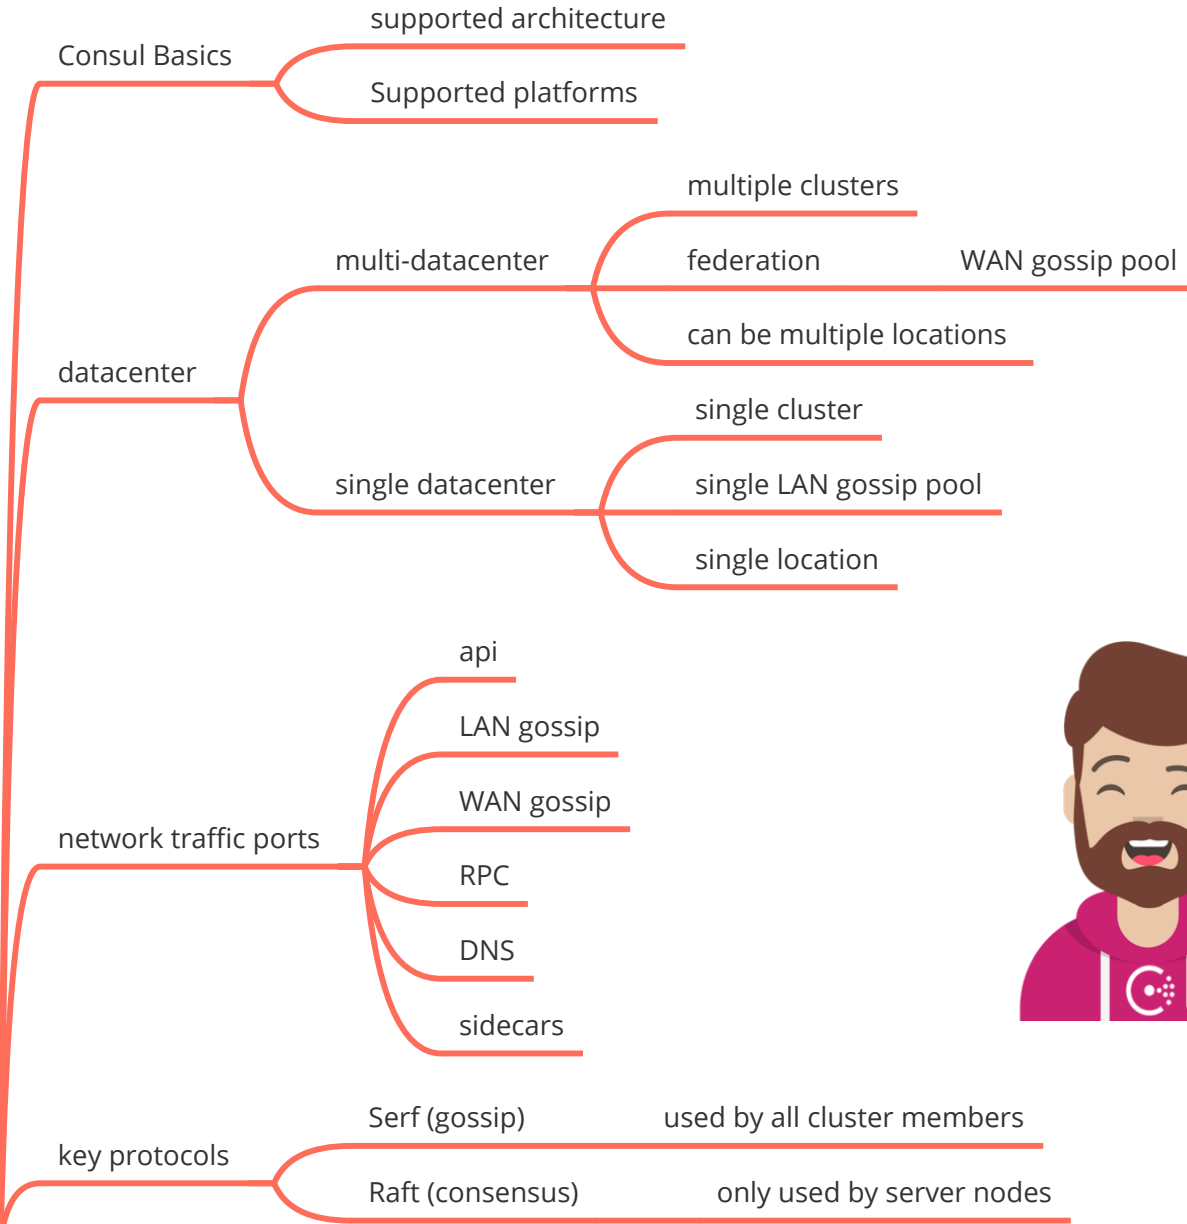 supported architecture
Consul Basics
Supported platforms
multiple clusters
multi-datacenter
federation
WAN gossip pool
can be multiple locations
datacenter
single cluster
single datacenter
single LAN gossip pool
single location
api
LAN gossip
WAN gossip
network traffic ports
RPC
DNS
sidecars
Serf (gossip)
used by all cluster members
key protocols
Raft (consensus)
only used by server nodes